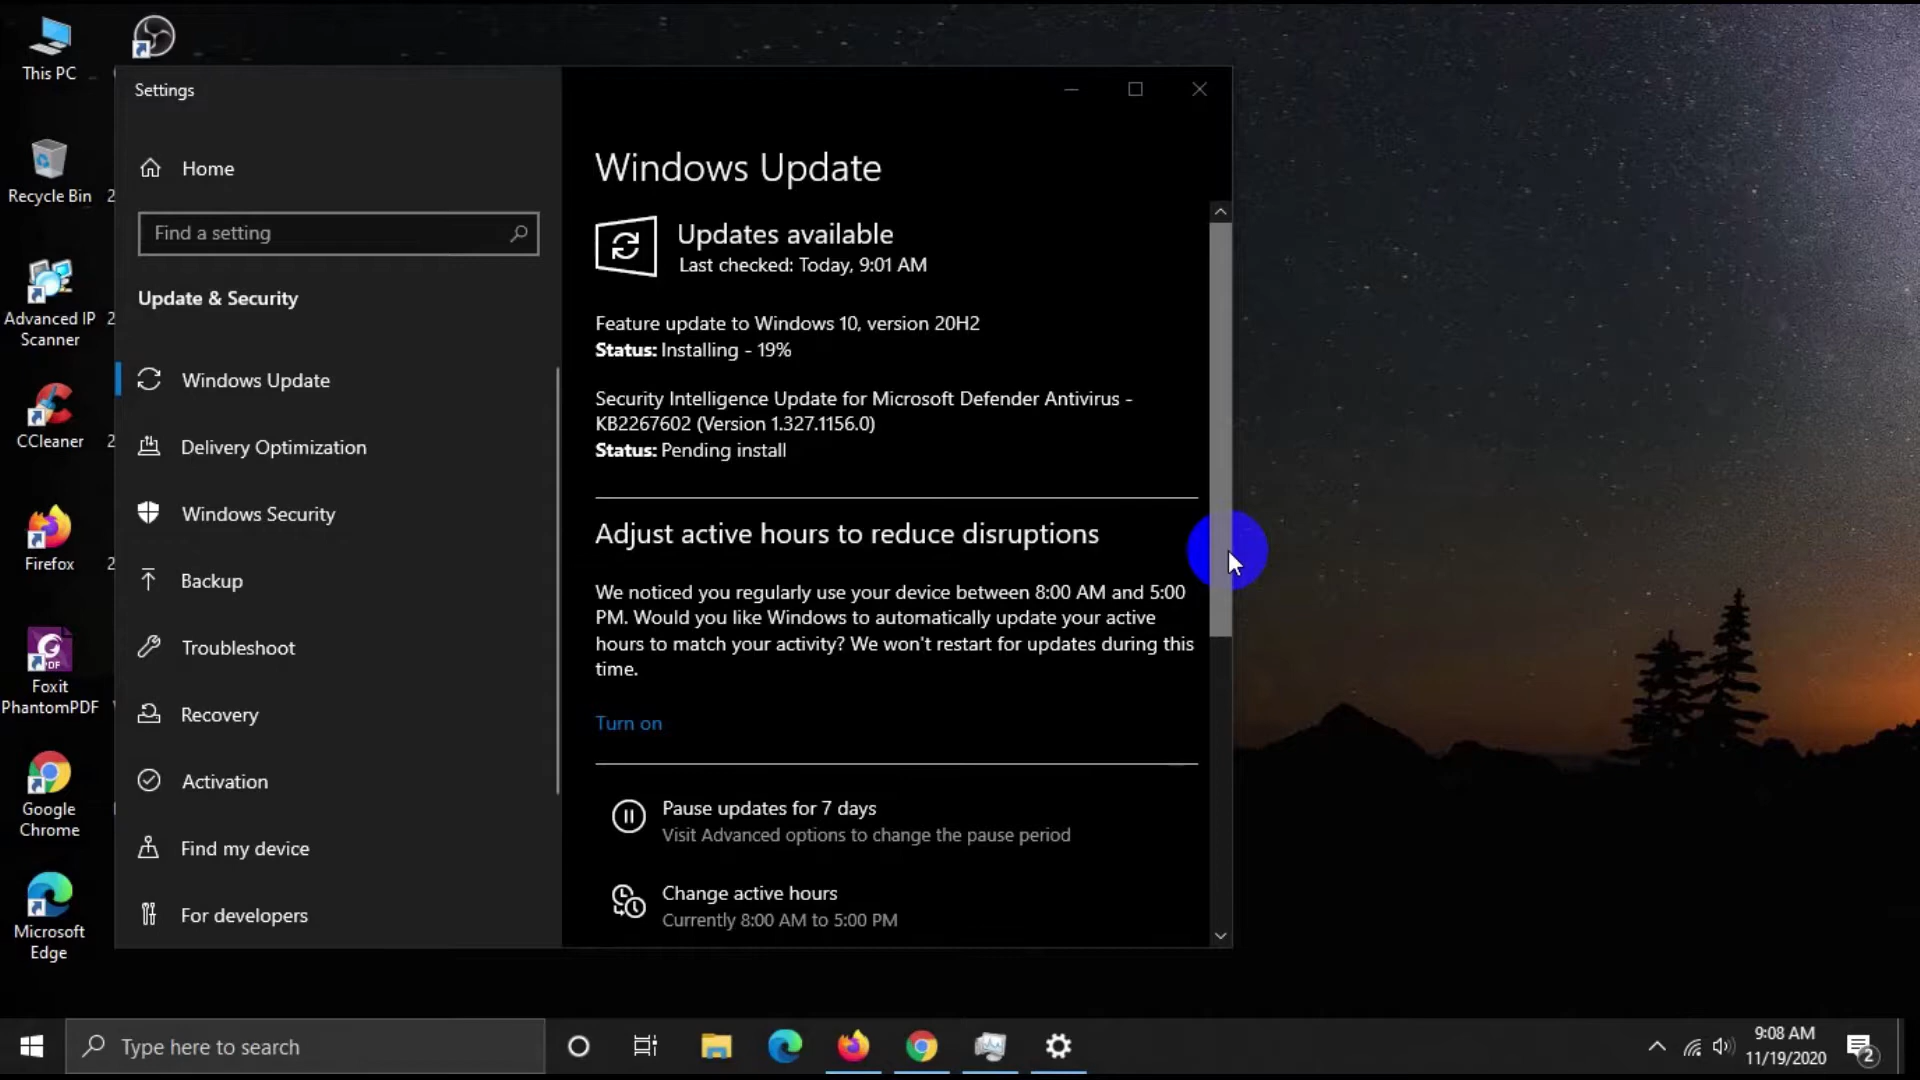 This PC
Recycle Bin
2
Advanced IP
Scanner
2
CCleaner
2
Firefox
2
Foxit
PhantomPDF
Google
Chrome
Microsoft
Edge
Settings
Home
Find a setting
Update & Security
Windows Update
Delivery Optimization
Windows Security
Backup
Troubleshoot
Recovery
Activation
Find my device
For developers
Windows Update
Updates available
Last checked: Today, 9:01 AM
Feature update to Windows 10, version 20H2
Status: Installing - 19%
Security Intelligence Update for Microsoft Defender Antivirus -
KB2267602 (Version 1.327.1156.0)
Status: Pending install
Adjust active hours to reduce disruptions
We noticed you regularly use your device between 8:00 AM and 5:00
PM. Would you like Windows to automatically update your active
hours to match your activity? We won't restart for updates during this
time.
Turn on
Pause updates for 7 days
Visit Advanced options to change the pause period
Change active hours
Currently 8:00 AM to 5:00 PM
Type here to search
9:08 AM
11/19/2020
2